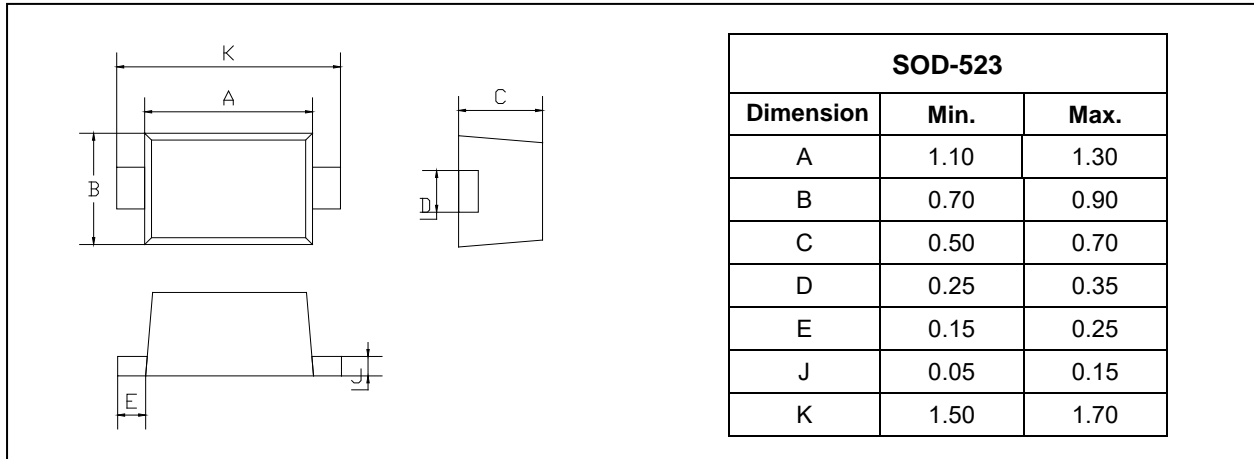 K
A
B
C
D
E
J
SOD-523
Dimension Min. Max.
A 1.10 1.30
B 0.70 0.90
C 0.50 0.70
D 0.25 0.35
E 0.15 0.25
J 0.05 0.15
K 1.50 1.70